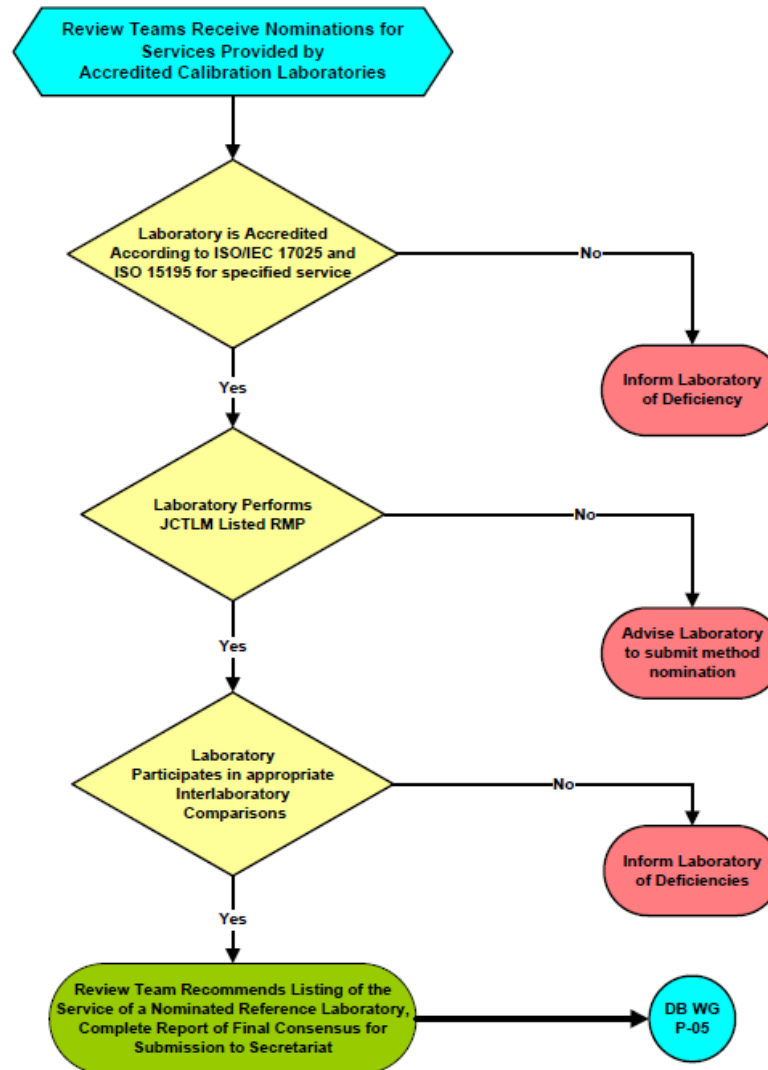 Review Teams Receive Nominations for
Services Provided by
Accredited Calibration Laboratories
Laboratory is Accredited
According to ISO/IEC 17025 and
ISO 15195 for specified service
No
Inform Laboratory
of Deficiency
Yes
Laboratory Performs
JCTLM Listed RMP
No
Advise Laboratory
to submit method
nomination
Yes
Laboratory
Participates in appropriate
Interlaboratory
Comparisons
No
Inform Laboratory
of Deficiencies
Yes
Review Team Recommends Listing of the
Service of a Nominated Reference Laboratory,
Complete Report of Final Consensus for
Submission to Secretariat
DB WG
P-05